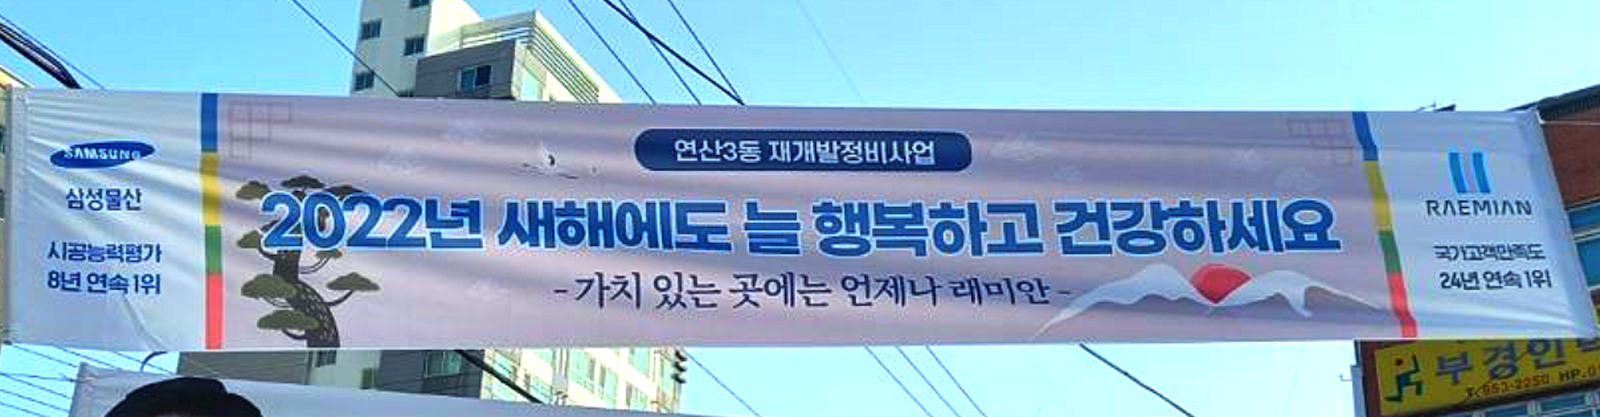 SAMSUNG
삼성물산
시공능력평가
8년 연속 1위
연산3동 재개발정비사업
2022년 새해에도 늘 행복하고 건강하세요
- 가치 있는 곳에는 언제나 래미안 -
RAEMIAN
국가고객만족도
24년 연속 1위
부경인
T.853-2250 HP.0